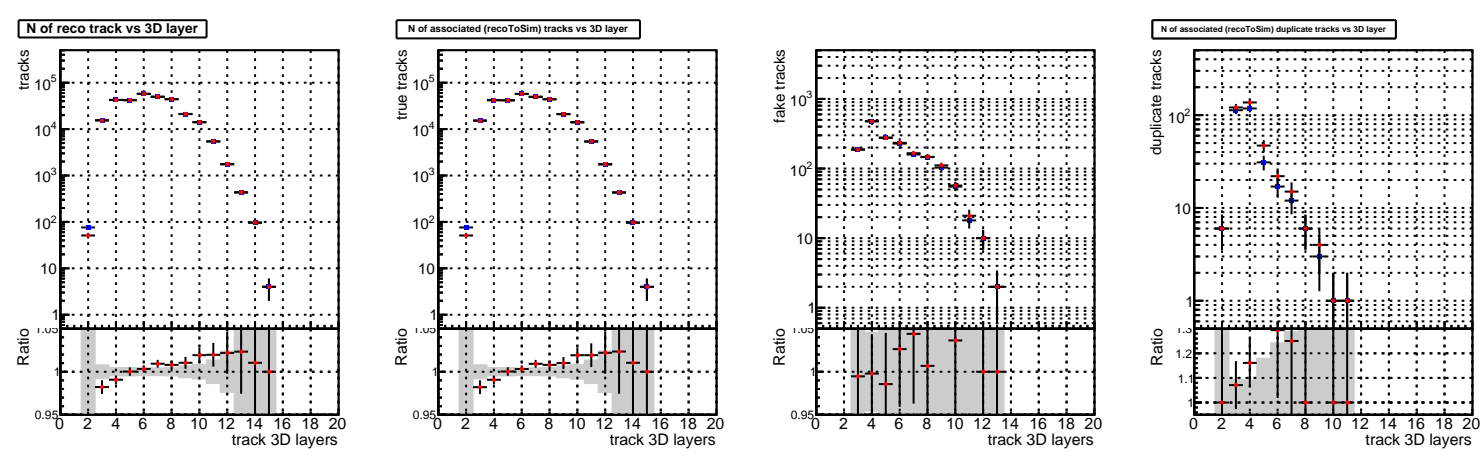 N of reco track vs 3D layer
tracks
10^5
10^4
10^3
10^2
10
1
Ratio
1.05
1
0.95
0 2 4 6 8 10 12 14 16 18 20
track 3D layers
N of associated (recoToSim) tracks vs 3D layer
true tracks
10^5
10^4
10^3
10^2
10
1
Ratio
1.05
1
0.95
0 2 4 6 8 10 12 14 16 18 20
track 3D layers
fake tracks
10^3
10^2
10
1
Ratio
1.05
1
0.95
0 2 4 6 8 10 12 14 16 18 20
track 3D layers
N of associated (recoToSim) duplicate tracks vs 3D layer
duplicate tracks
10^2
10
1
Ratio
1.3
1.2
1.1
1
0 2 4 6 8 10 12 14 16 18 20
track 3D layers